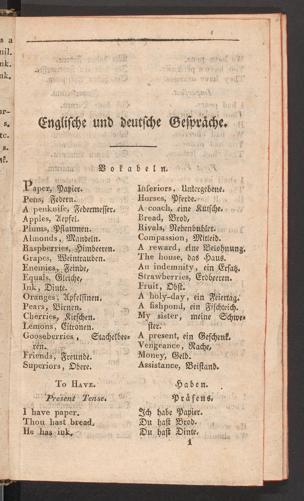 Englische und deutsche Gespräche.
Vokabeln.
Paper, Papier.
Pens, Federn.
A penknife, Federmesser.
Apples, Aepfel.
Plums, Pflaumen.
Almonds, Mandeln.
Raspberries, Himbeeren.
Grapes, Weintrauben.
Enemies, Feinde,
Equals, Gleiche,
Ink, Dinte.
Oranges, Apfelsinen.
Pears, Birnen.
Cherries, Kirschen.
Lemons, Citronen.
Gooseberries, Stachelbee-
ren.
Friends, Freunde.
Superiors, Obere.
Inferiors, Untergebene.
Horses, Pferde.
A coach, eine Kutsche.
Bread, Brod.
Rivals, Nebenbuhler.
Compassion, Mitleid.
A reward, eine Belohnung.
The house, das Haus.
An indemnity, ein Ersatz.
Strawberries, Erdbeeren.
Fruit, Obst.
A holy-day, ein Feiertag.
A fishpond, ein Fischteich.
My sister, meine Schwe-
ster.
A present, ein Geschenk.
Vengeance, Rache.
Money, Geld.
Assistance, Beistand.
To Have.
Present Tense.
I have paper.
Thou hast bread.
He has ink.
Haben.
Präsens.
Ich habe Papier.
Du hast Brod.
Du hast Dinte.
1